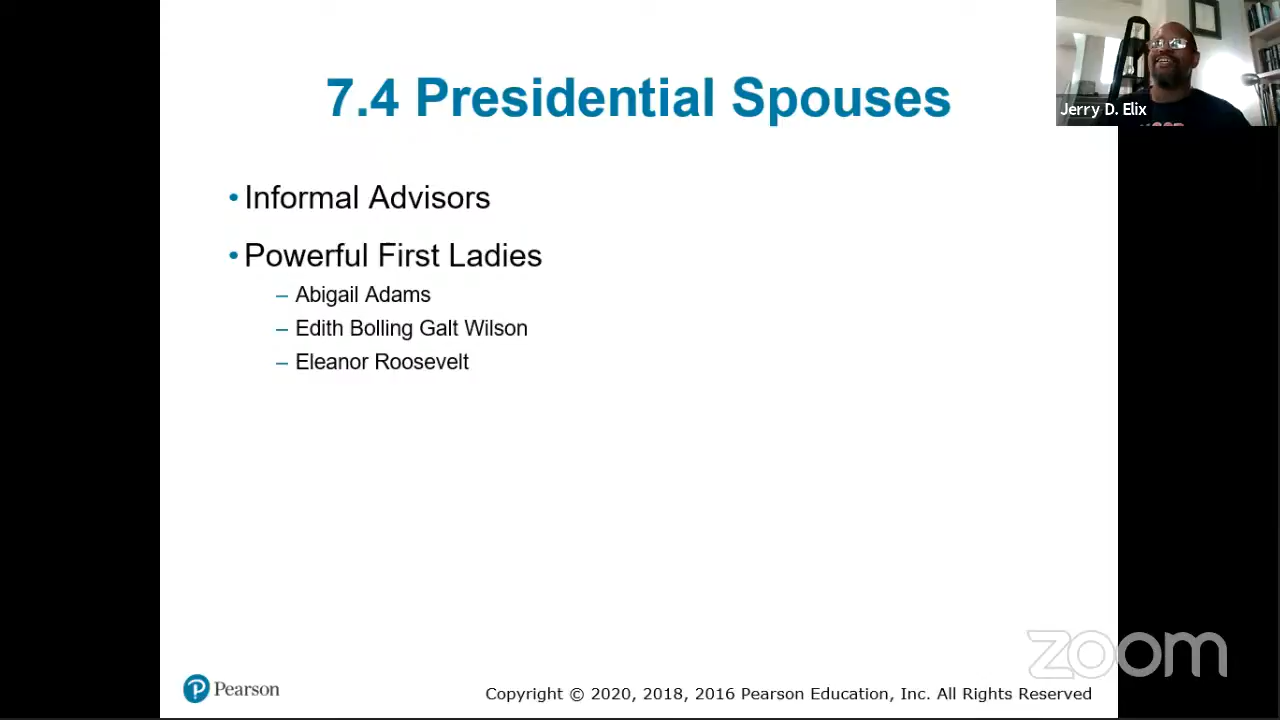 7.4 Presidential Spouses
Jerry D. Elix
• Informal Advisors
• Powerful First Ladies
– Abigail Adams
– Edith Bolling Galt Wilson
– Eleanor Roosevelt
zoom
P Pearson
Copyright © 2020, 2018, 2016 Pearson Education, Inc. All Rights Reserved